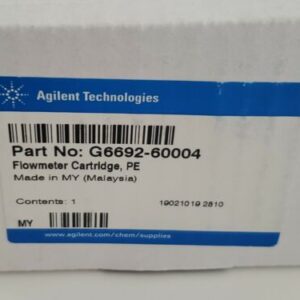 Agilent Technologies
Part No: G6692-60004
Flowmeter Cartridge, PE
Made in MY (Malaysia)
Contents: 1 19021019 2810
MY
www.agilent.com/chem/supplies